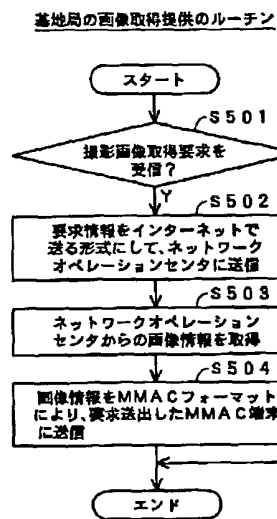 基地局の画像取得提供のルーチン
スタート
S501
撮影画像取得要求を
受信？
Y
S502
要求情報をインターネットで
送る形式にして、ネットワーク
オペレーションセンタに送信
S503
ネットワークオペレーション
センタからの画像情報を取得
S504
画像情報をMMACフォーマット
により、要求送出したMMAC端末
に送信
エンド